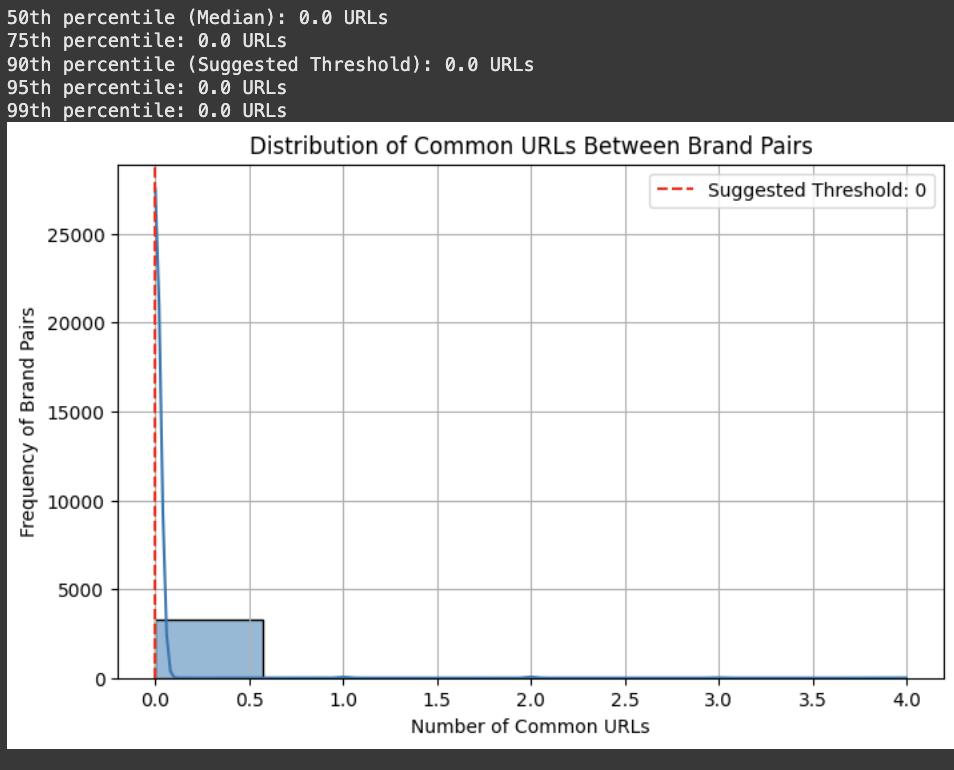 50th percentile (Median): 0.0 URLs
75th percentile: 0.0 URLs
90th percentile (Suggested Threshold): 0.0 URLs
95th percentile: 0.0 URLs
99th percentile: 0.0 URLs
Distribution of Common URLs Between Brand Pairs
Suggested Threshold: 0
Frequency of Brand Pairs
25000
20000
15000
10000
5000
0
0.0 0.5 1.0 1.5 2.0 2.5 3.0 3.5 4.0
Number of Common URLs